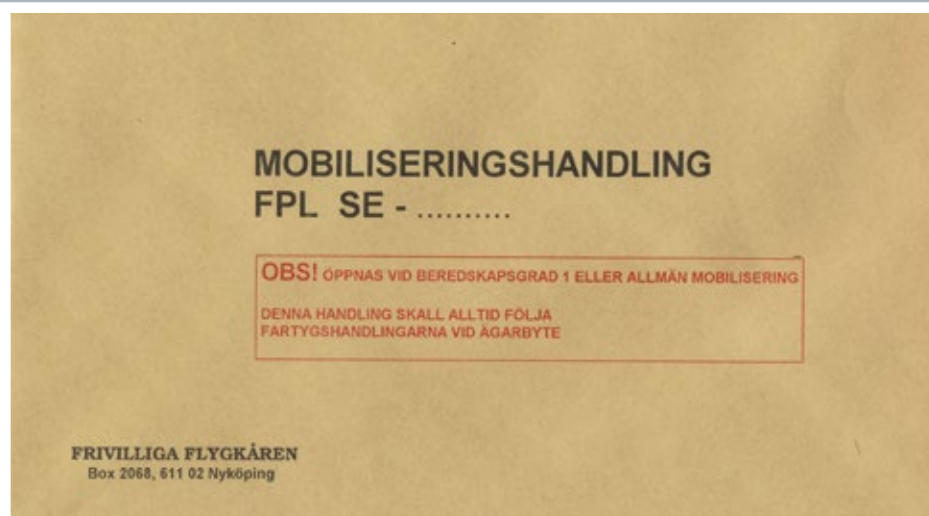 MOBILISERINGSHANDLING
FPL SE - ..........
OBS! ÖPPNAS VID BEREDSKAPSGRAD 1 ELLER ALLMÄN MOBILISERING
DENNA HANDLING SKALL ALLTID FÖLJA
FARTYGSHANDLINGARNA VID ÄGARBYTE
FRIVILLIGA FLYGKÅREN
Box 2068, 611 02 Nyköping